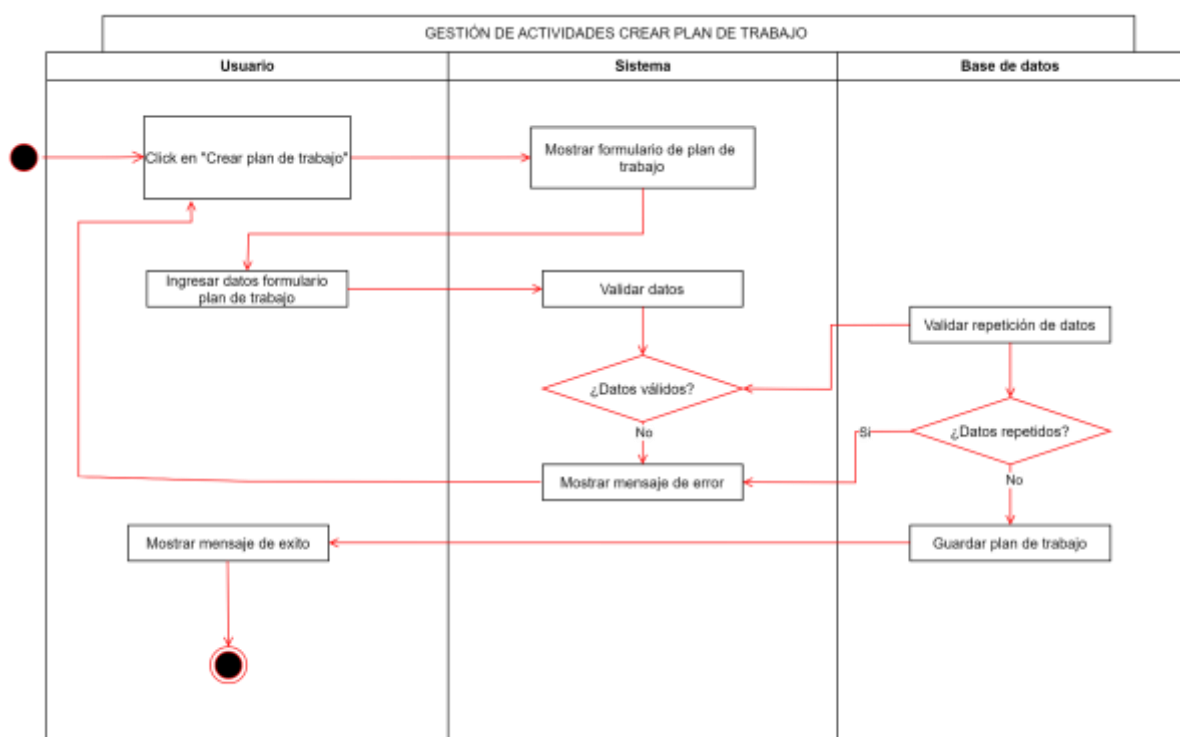 GESTIÓN DE ACTIVIDADES CREAR PLAN DE TRABAJO
Usuario
Sistema
Base de datos
Click en "Crear plan de trabajo"
Mostrar formulario de plan de
trabajo
Ingresar datos formulario
plan de trabajo
Validar datos
Validar repetición de datos
¿Datos válidos?
¿Datos repetidos?
Si
No
No
Mostrar mensaje de error
Mostrar mensaje de exito
Guardar plan de trabajo